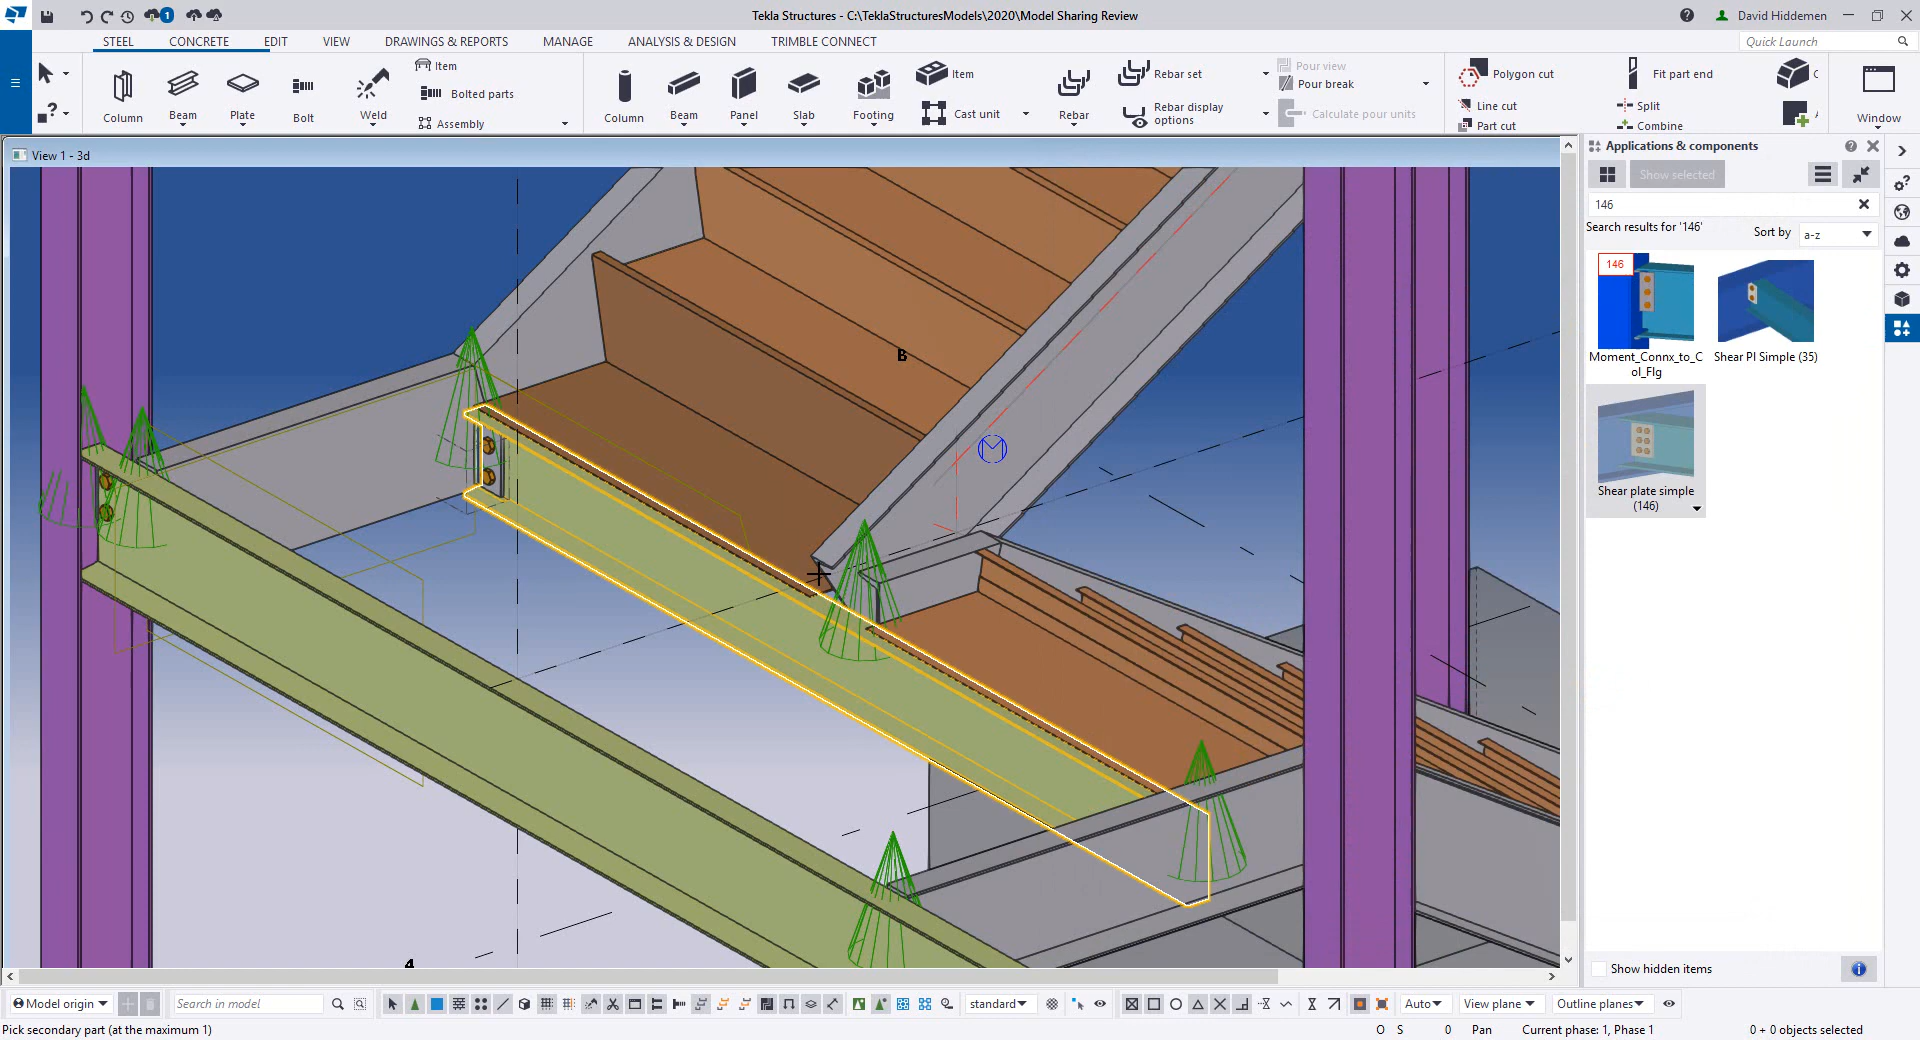 1
Tekla Structures - C:\TeklaStructuresModels\2020\Model Sharing Review
David Hiddemen
STEEL CONCRETE EDIT VIEW DRAWINGS & REPORTS MANAGE ANALYSIS & DESIGN TRIMBLE CONNECT
Quick Launch
Column Beam Plate Bolt Weld
Item
Bolted parts
Assembly
Column Beam Panel Slab Footing
Item
Cast unit
Rebar
Rebar set
Rebar display
options
Pour view
Pour break
Calculate pour units
Polygon cut
Line cut
Part cut
Fit part end
Split
Combine
Window
View 1 - 3d
B
4
Applications & components
Show selected
146
Search results for '146'
Sort by a-z
146
Moment_Connx_to_C
ol_Flg
Shear Pl Simple (35)
Shear plate simple
(146)
Show hidden items
Model origin
Search in model
standard
Auto
View plane
Outline planes
Pick secondary part (at the maximum 1)
O S 0 Pan Current phase: 1, Phase 1 0 + 0 objects selected